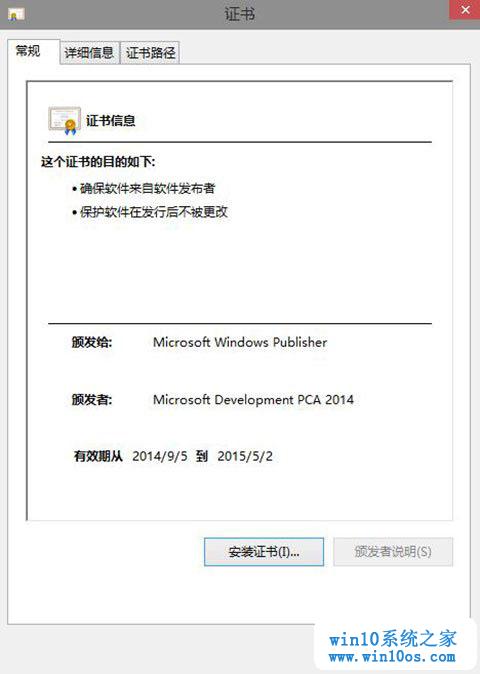 证书
常规 详细信息 证书路径
证书信息
这个证书的目的如下:
• 确保软件来自软件发布者
• 保护软件在发行后不被更改
颁发给: Microsoft Windows Publisher
颁发者: Microsoft Development PCA 2014
有效期从 2014/9/5 到 2015/5/2
安装证书(I)... 颁发者说明(S)
win10系统之家
www.win10os.com